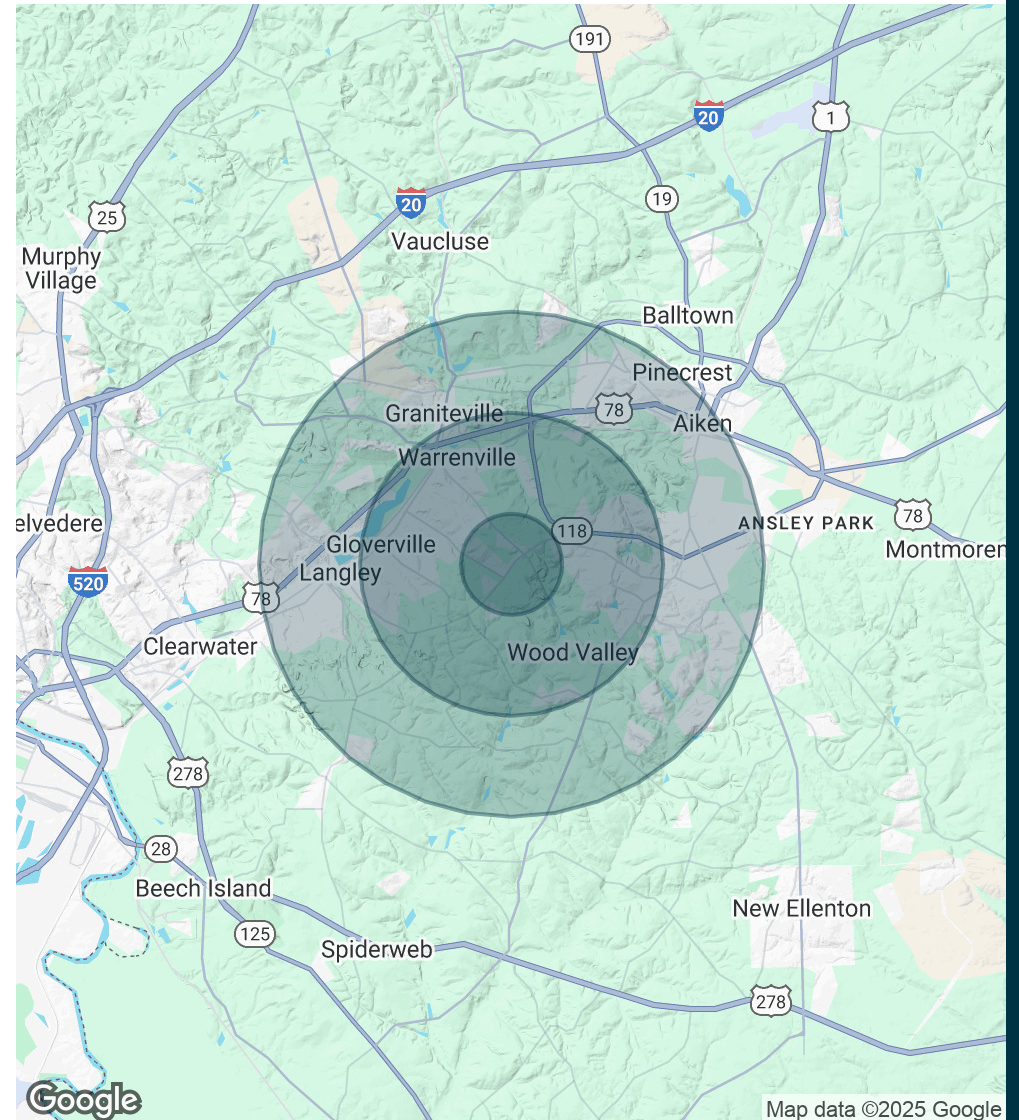 191
20
1
20
19
25
Vaucluse
Murphy
Village
Balltown
Pinecrest
78
Graniteville
Aiken
Warrenville
78
ANSLEY PARK
elvedere
118
Gloverville
Montmoren
Langley
520
78
Clearwater
Wood Valley
278
28
Beech Island
New Ellenton
125
Spiderweb
278
Google
Map data ©2025 Google